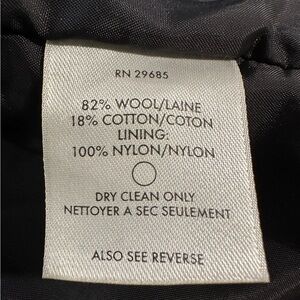 RN 29685
82% WOOL/LAINE
18% COTTON/COTON
LINING:
100% NYLON/NYLON
DRY CLEAN ONLY
NETTOYER A SEC SEULEMENT
ALSO SEE REVERSE